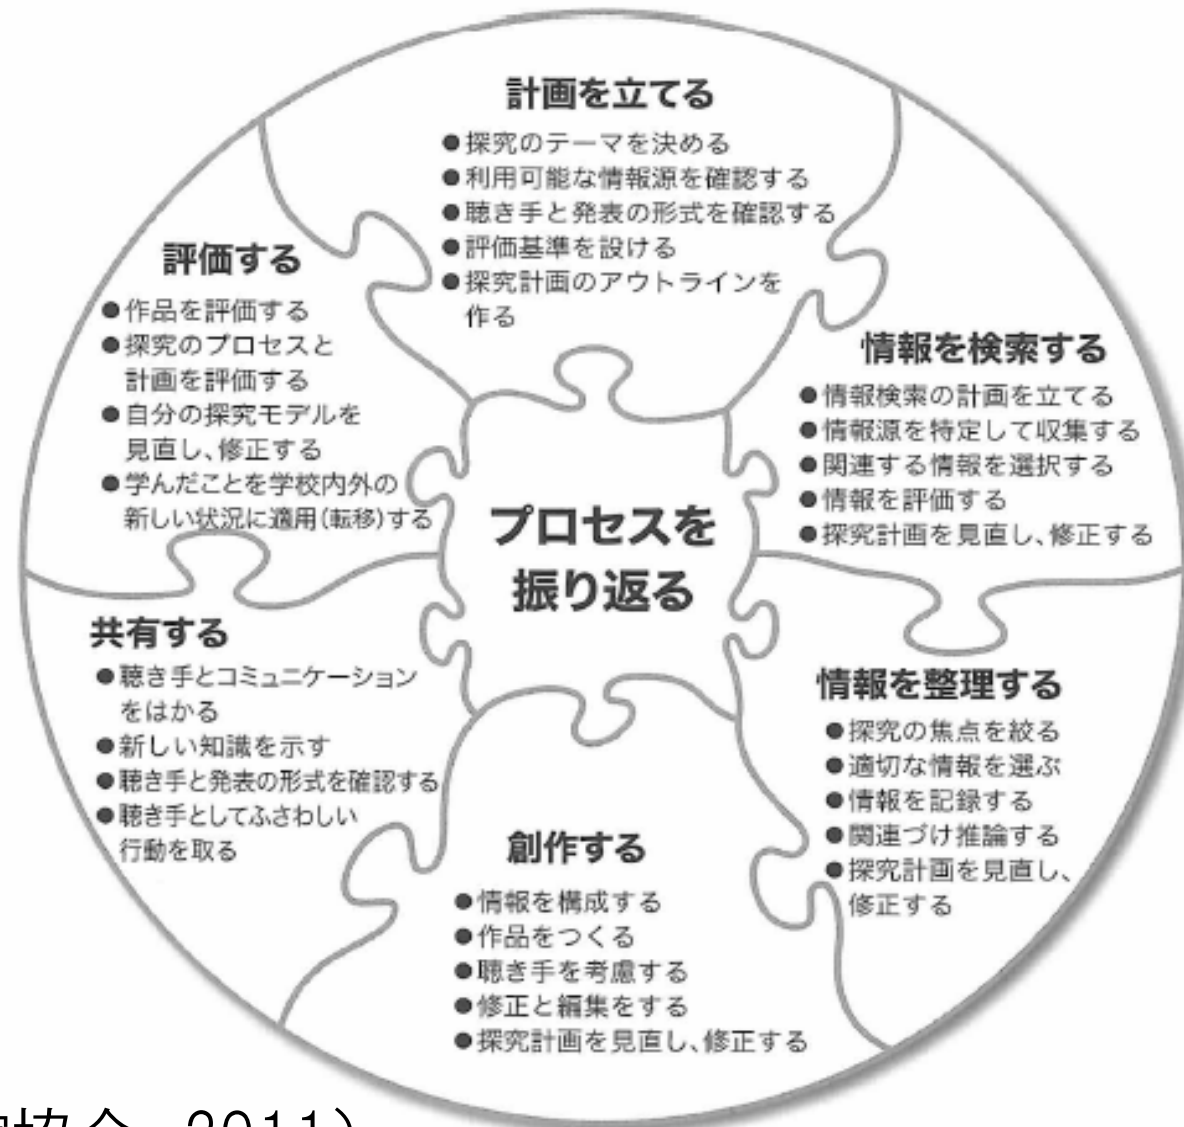 計画を立てる
●探究のテーマを決める
●利用可能な情報源を確認する
●聴き手と発表の形式を確認する
●評価基準を設ける
●探究計画のアウトラインを
作る
情報を検索する
●情報検索の計画を立てる
●情報源を特定して収集する
●関連する情報を選択する
●情報を評価する
●探究計画を見直し、修正する
情報を整理する
●探究の焦点を絞る
●適切な情報を選ぶ
●情報を記録する
●関連づけ推論する
●探究計画を見直し、
修正する
創作する
●情報を構成する
●作品をつくる
●聴き手を考慮する
●修正と編集をする
●探究計画を見直し、修正する
共有する
●聴き手とコミュニケーション
をはかる
●新しい知識を示す
●聴き手と発表の形式を確認する
●聴き手としてふさわしい
行動を取る
評価する
●作品を評価する
●探究のプロセスと
計画を評価する
●自分の探究モデルを
見直し、修正する
●学んだことを学校内外の
新しい状況に適用(転移)する
プロセスを
振り返る
2011)